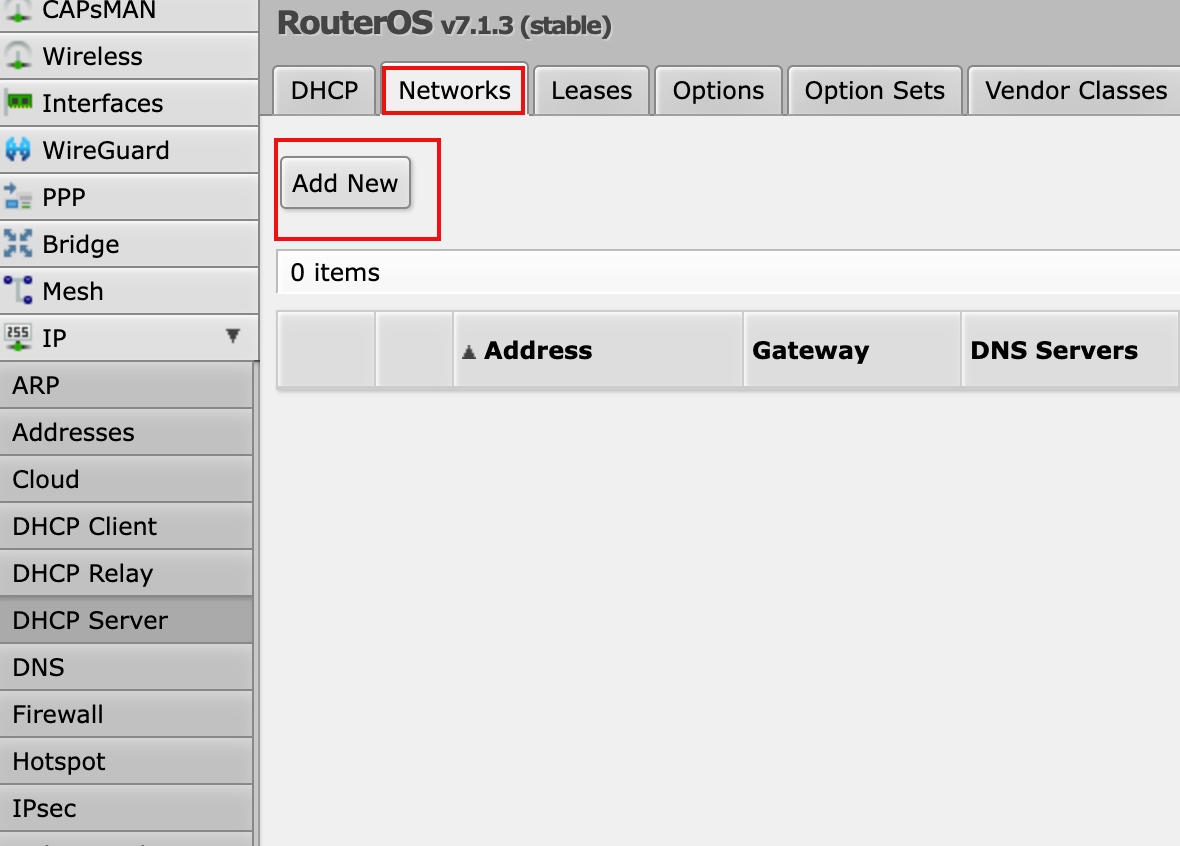 CAPsMAN
Wireless
Interfaces
WireGuard
PPP
Bridge
Mesh
255 IP ▼
ARP
Addresses
Cloud
DHCP Client
DHCP Relay
DHCP Server
DNS
Firewall
Hotspot
IPsec
RouterOS v7.1.3 (stable)
DHCP Networks Leases Options Option Sets Vendor Classes
Add New
0 items
▲ Address Gateway DNS Servers